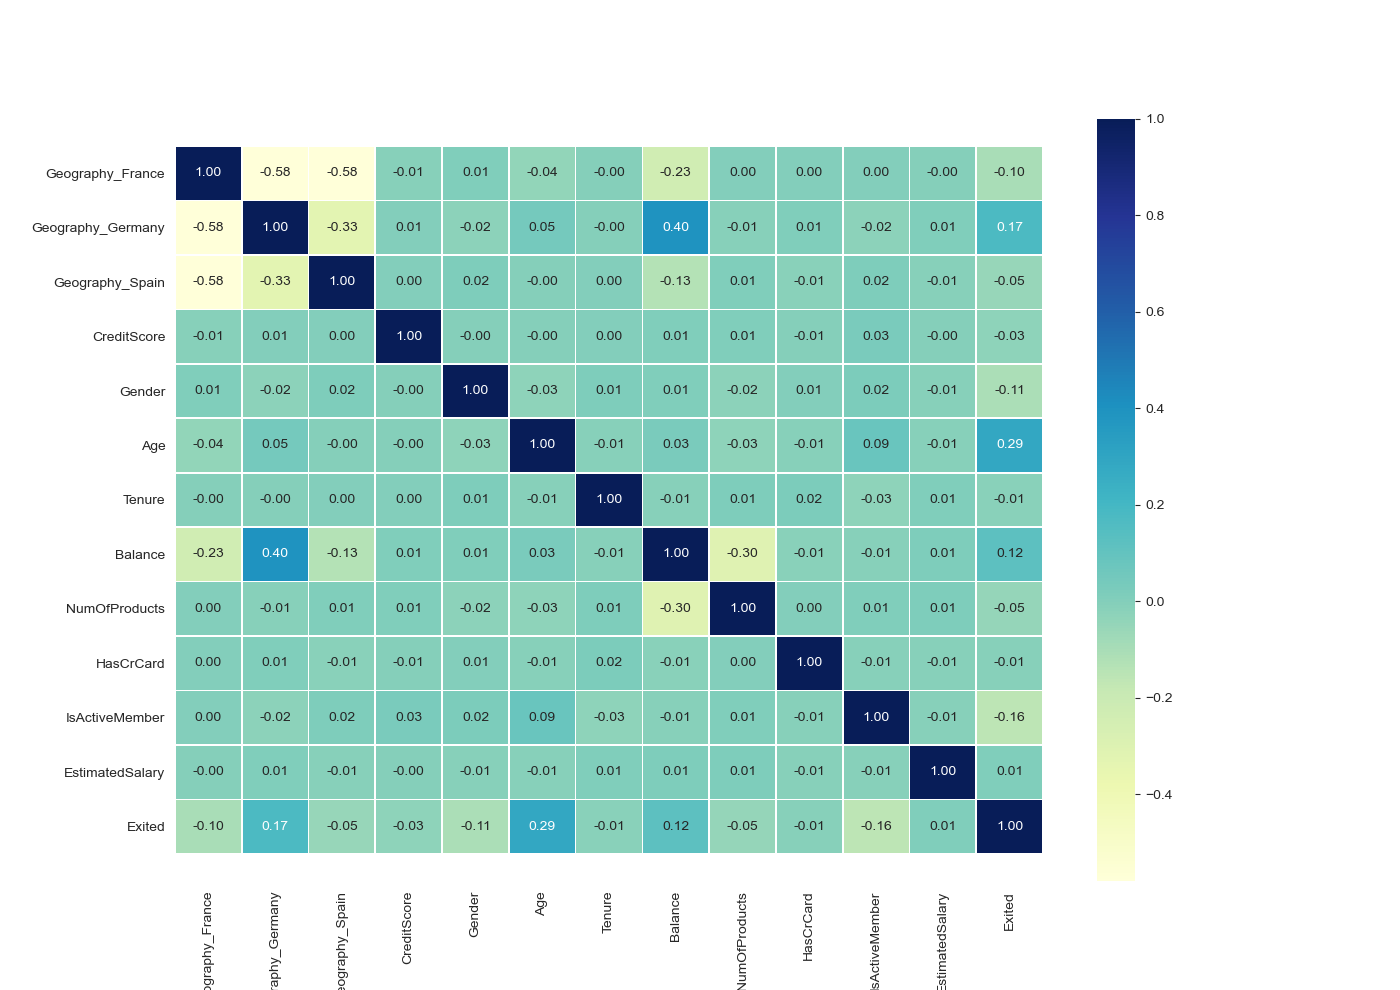 1.0
Geography_France 1.00 -0.58 -0.58 -0.01 0.01 -0.04 -0.00 -0.23 0.00 0.00 0.00 -0.00 -0.10
0.8
Geography_Germany -0.58 1.00 -0.33 0.01 -0.02 0.05 -0.00 0.40 -0.01 0.01 -0.02 0.01 0.17
Geography_Spain -0.58 -0.33 1.00 0.00 0.02 -0.00 0.00 -0.13 0.01 -0.01 0.02 -0.01 -0.05
0.6
CreditScore -0.01 0.01 0.00 1.00 -0.00 -0.00 0.00 0.01 0.01 -0.01 0.03 -0.00 -0.03
Gender 0.01 -0.02 0.02 -0.00 1.00 -0.03 0.01 0.01 -0.02 0.01 0.02 -0.01 -0.11
0.4
Age -0.04 0.05 -0.00 -0.00 -0.03 1.00 -0.01 0.03 -0.03 -0.01 0.09 -0.01 0.29
Tenure -0.00 -0.00 0.00 0.00 0.01 -0.01 1.00 -0.01 0.01 0.02 -0.03 0.01 -0.01
0.2
Balance -0.23 0.40 -0.13 0.01 0.01 0.03 -0.01 1.00 -0.30 -0.01 -0.01 0.01 0.12
0.0
NumOfProducts 0.00 -0.01 0.01 0.01 -0.02 -0.03 0.01 -0.30 1.00 0.00 0.01 0.01 -0.05
HasCrCard 0.00 0.01 -0.01 -0.01 0.01 -0.01 0.02 -0.01 0.00 1.00 -0.01 -0.01 -0.01
−0.2
IsActiveMember 0.00 -0.02 0.02 0.03 0.02 0.09 -0.03 -0.01 0.01 -0.01 1.00 -0.01 -0.16
EstimatedSalary -0.00 0.01 -0.01 -0.00 -0.01 -0.01 0.01 0.01 0.01 -0.01 -0.01 1.00 0.01
−0.4
Exited -0.10 0.17 -0.05 -0.03 -0.11 0.29 -0.01 0.12 -0.05 -0.01 -0.16 0.01 1.00
ography_France
raphy_Germany
eography_Spain
CreditScore
Gender
Age
Tenure
Balance
NumOfProducts
HasCrCard
IsActiveMember
EstimatedSalary
Exited